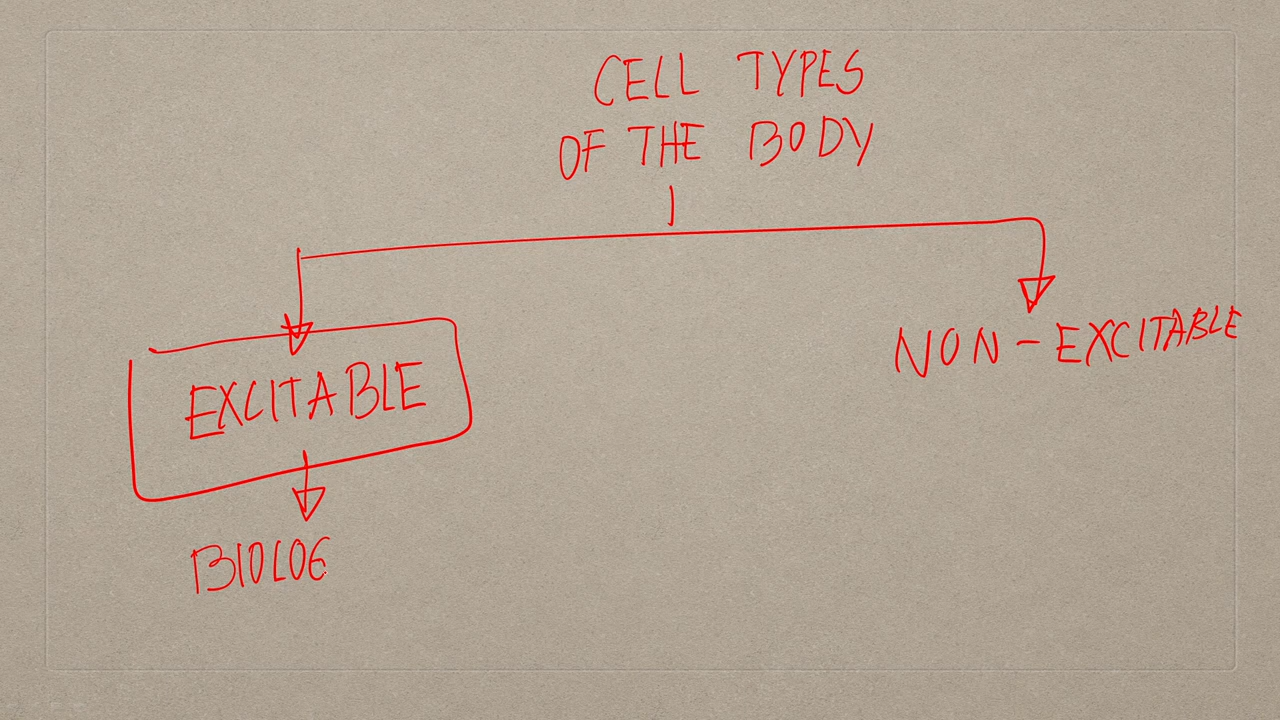 CELL TYPES
OF THE BODY
EXCITABLE
NON-EXCITABLE
BIOLOG